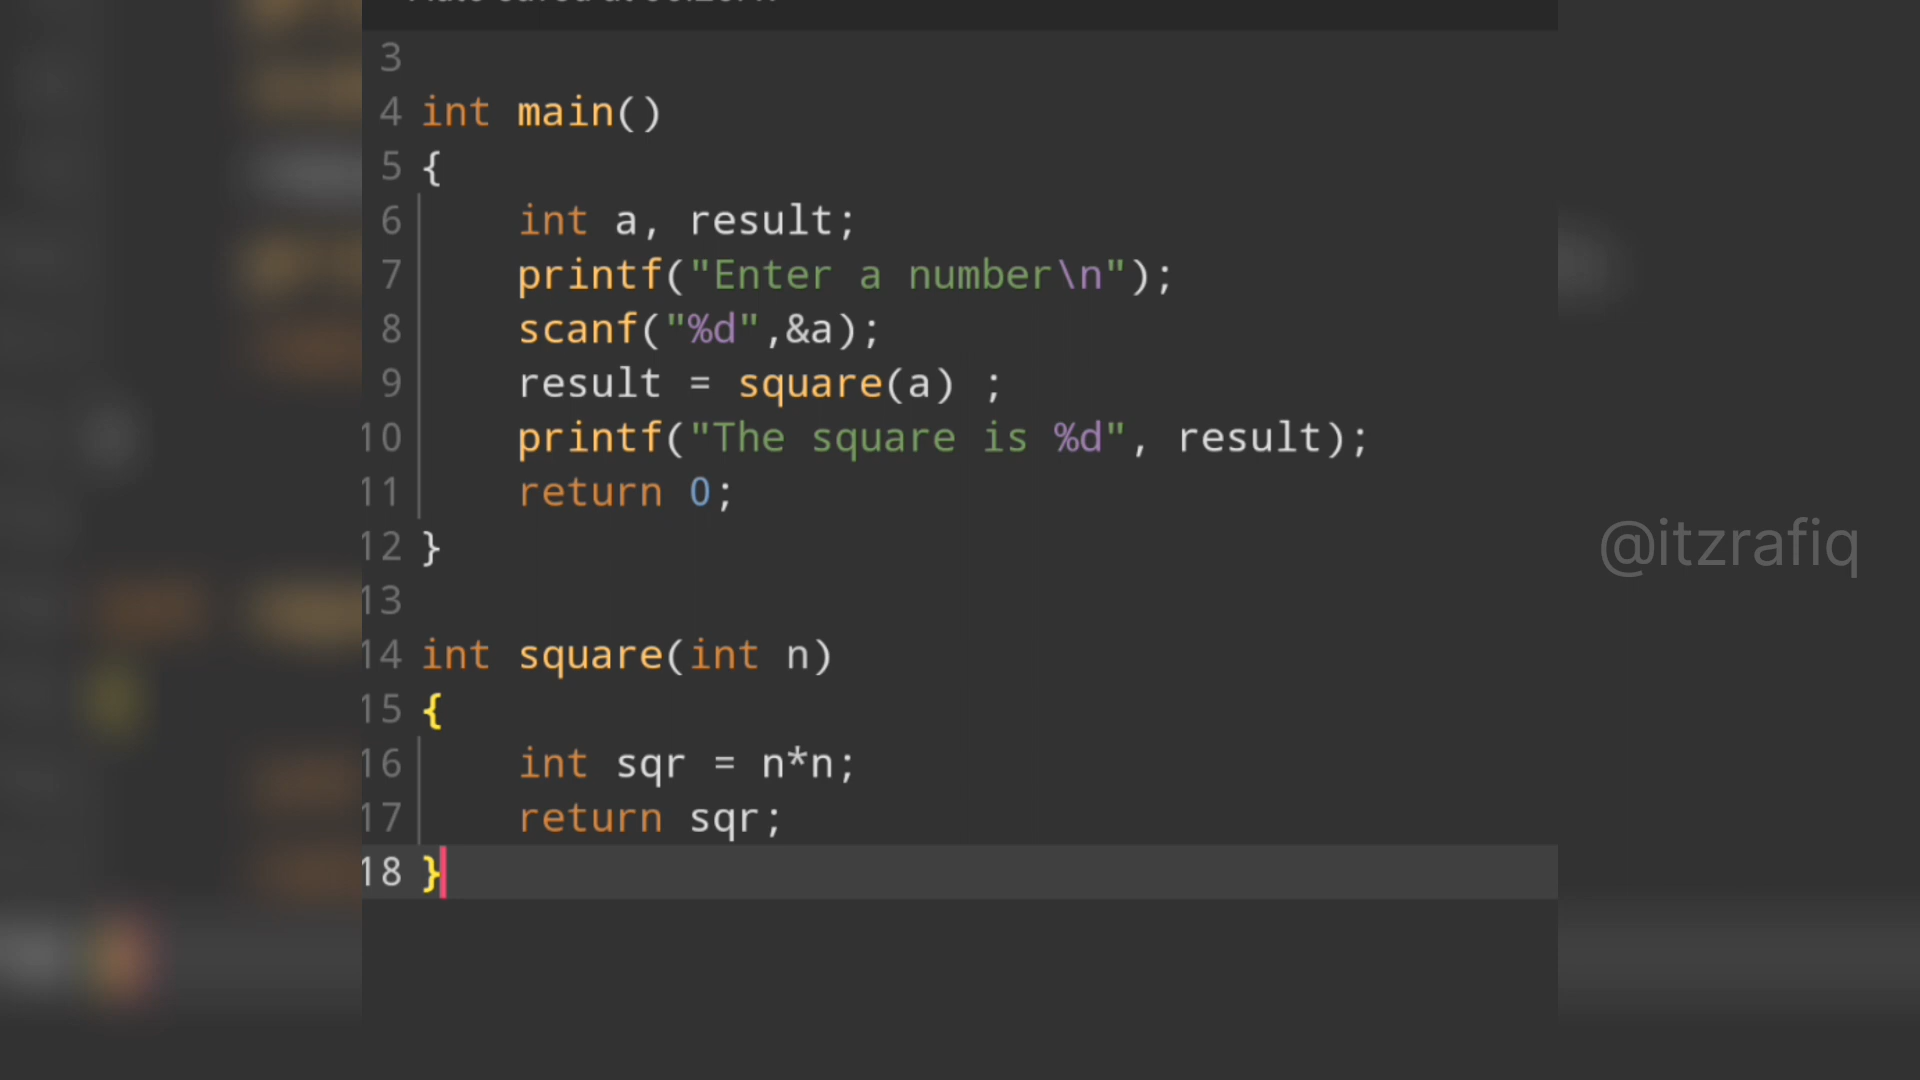 3
4 int main()
5 {
6     int a, result;
7     printf("Enter a number\n");
8     scanf("%d",&a);
9     result = square(a) ;
10     printf("The square is %d", result);
11     return 0;
12 }
13
14 int square(int n)
15 {
16     int sqr = n*n;
17     return sqr;
18 }
@itzrafiq